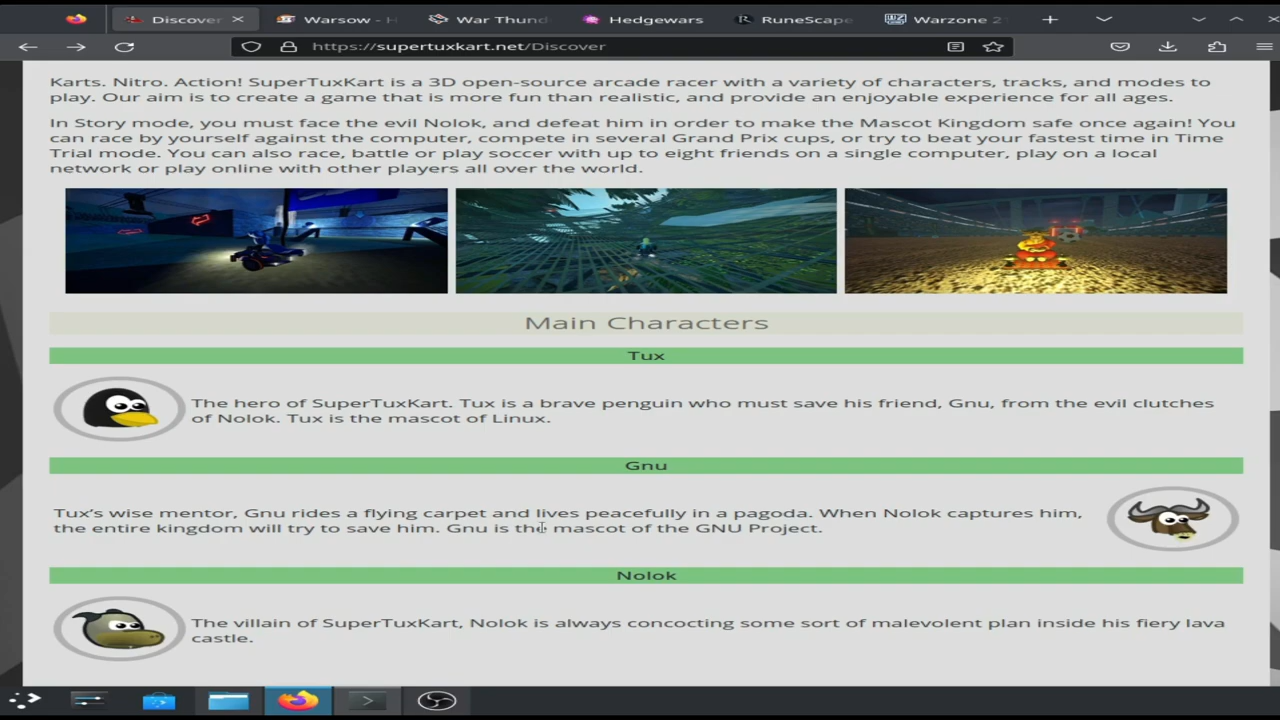 Discover
Warsow - H
War Thund
Hedgewars
RuneScape
Warzone 21
https://supertuxkart.net/Discover
Karts. Nitro. Action! SuperTuxKart is a 3D open-source arcade racer with a variety of characters, tracks, and modes to
play. Our aim is to create a game that is more fun than realistic, and provide an enjoyable experience for all ages.
In Story mode, you must face the evil Nolok, and defeat him in order to make the Mascot Kingdom safe once again! You
can race by yourself against the computer, compete in several Grand Prix cups, or try to beat your fastest time in Time
Trial mode. You can also race, battle or play soccer with up to eight friends on a single computer, play on a local
network or play online with other players all over the world.
Main Characters
Tux
The hero of SuperTuxKart. Tux is a brave penguin who must save his friend, Gnu, from the evil clutches
of Nolok. Tux is the mascot of Linux.
Gnu
Tux's wise mentor, Gnu rides a flying carpet and lives peacefully in a pagoda. When Nolok captures him,
the entire kingdom will try to save him. Gnu is the mascot of the GNU Project.
Nolok
The villain of SuperTuxKart, Nolok is always concocting some sort of malevolent plan inside his fiery lava
castle.